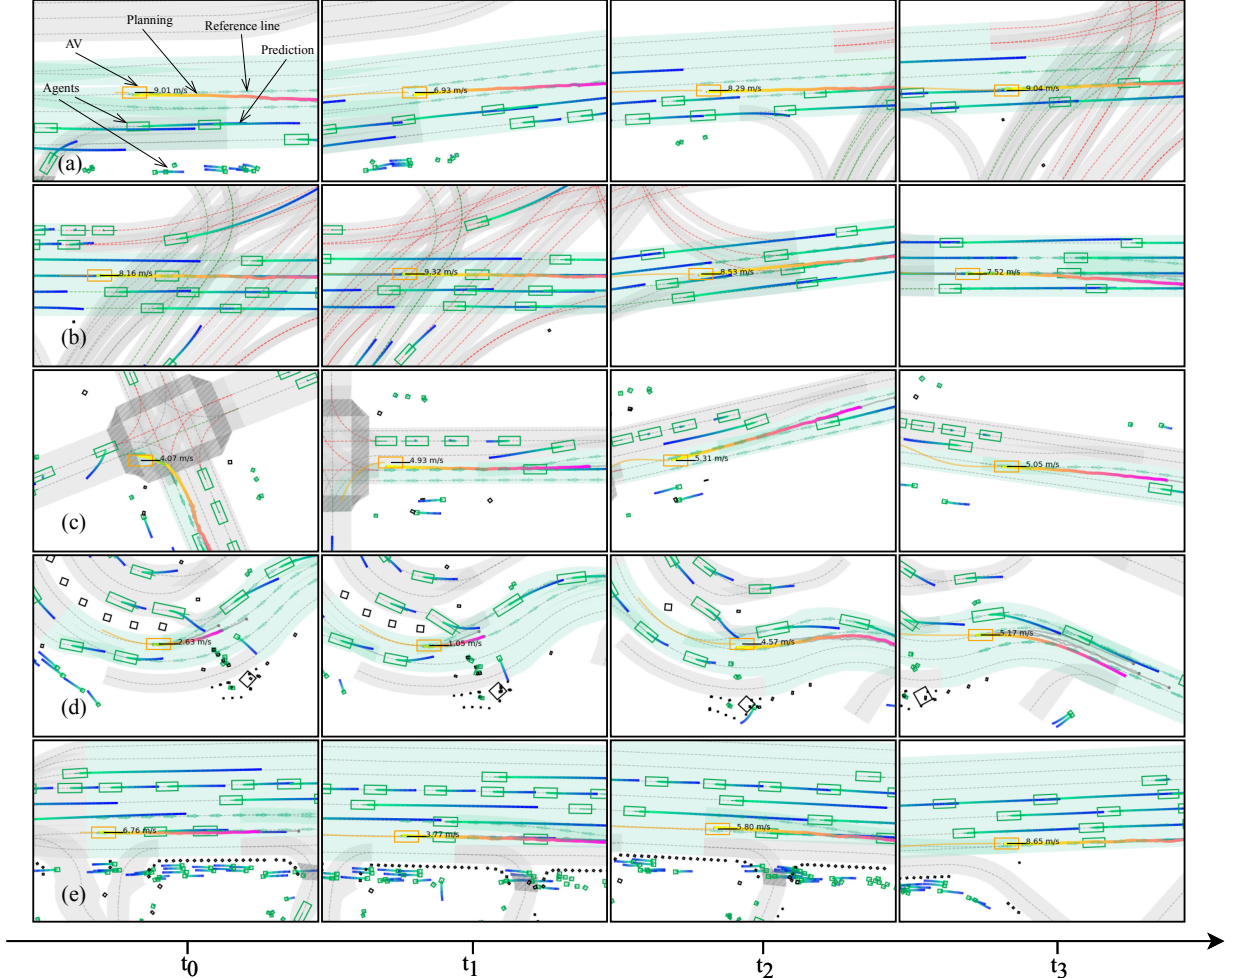 Planning
Reference line
AV
Prediction
Agents
9.01 m/s
6.93 m/s
8.29 m/s
9.04 m/s
(a)
8.16 m/s
9.32 m/s
8.53 m/s
7.52 m/s
(b)
4.07 m/s
4.93 m/s
5.31 m/s
5.05 m/s
(c)
2.63 m/s
1.05 m/s
4.57 m/s
5.17 m/s
(d)
6.76 m/s
3.77 m/s
5.80 m/s
8.65 m/s
(e)
t0
t1
t2
t3